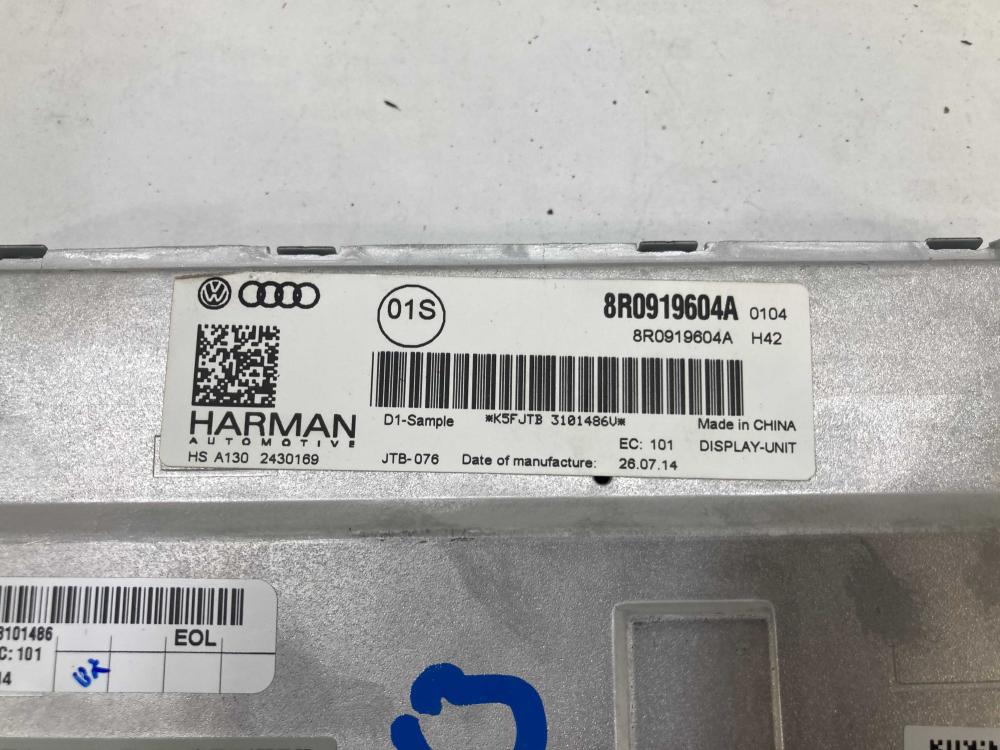 01S
8R0919604A 0104
8R0919604A H42
HARMAN
AUTOMOTIVE
D1-Sample *K5FJTB 3101486V* Made in CHINA
EC: 101 DISPLAY-UNIT
HS A130 2430169 JTB-076 Date of manufacture: 26.07.14
3101486 EOL
C: 101
14